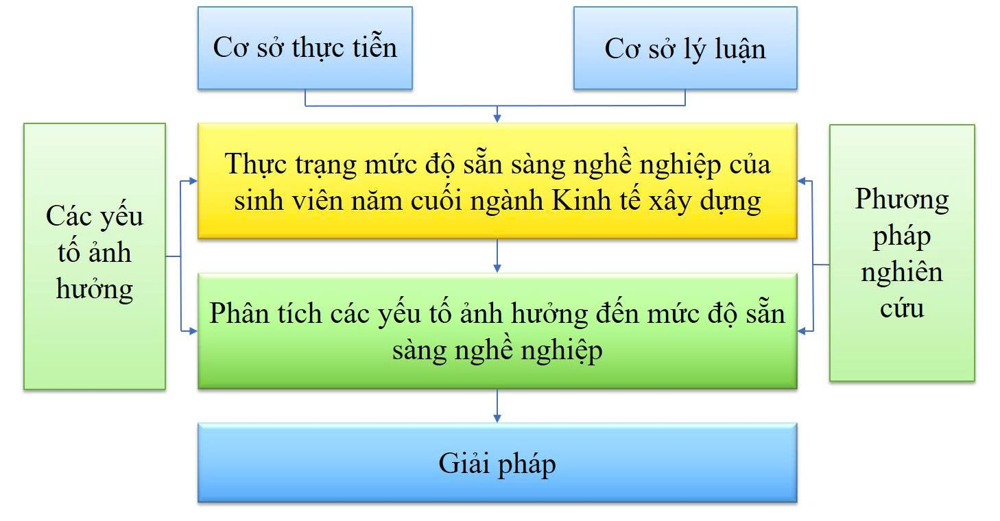 Cơ sở thực tiễn
Cơ sở lý luận
Thực trạng mức độ sẵn sàng nghề nghiệp của
sinh viên năm cuối ngành Kinh tế xây dựng
Các yếu
tố ảnh
hưởng
Phương
pháp
nghiên
cứu
Phân tích các yếu tố ảnh hưởng đến mức độ sẵn
sàng nghề nghiệp
Giải pháp